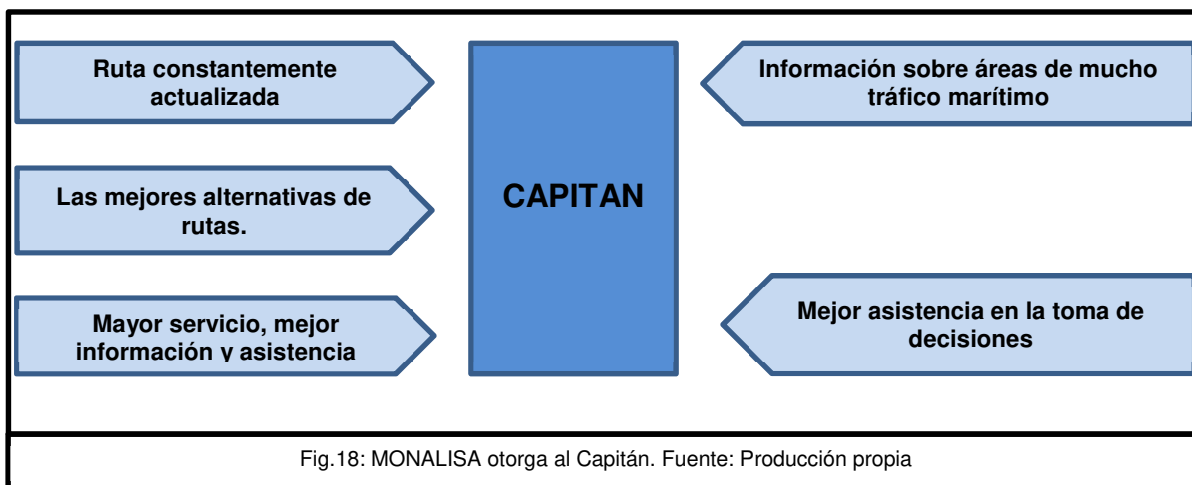 Ruta constantemente
actualizada
Las mejores alternativas de
rutas.
Mayor servicio, mejor
información y asistencia
CAPITAN
Información sobre áreas de mucho
tráfico marítimo
Mejor asistencia en la toma de
decisiones
Fig.18: MONALISA otorga al Capitán. Fuente: Producción propia